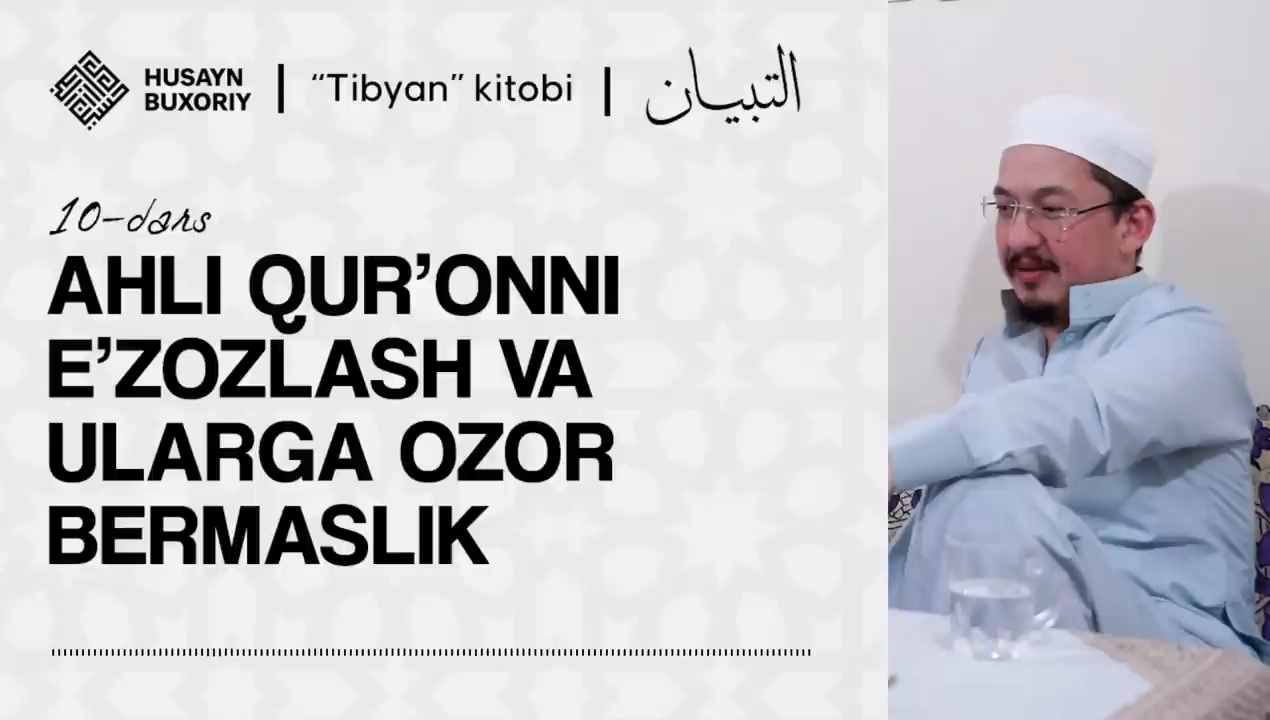 HUSAYN
BUXORIY
“Tibyan” kitobi
التبيان
10-dars
AHLI QUR’ONNI
E’ZOZLASH VA
ULARGA OZOR
BERMASLIK